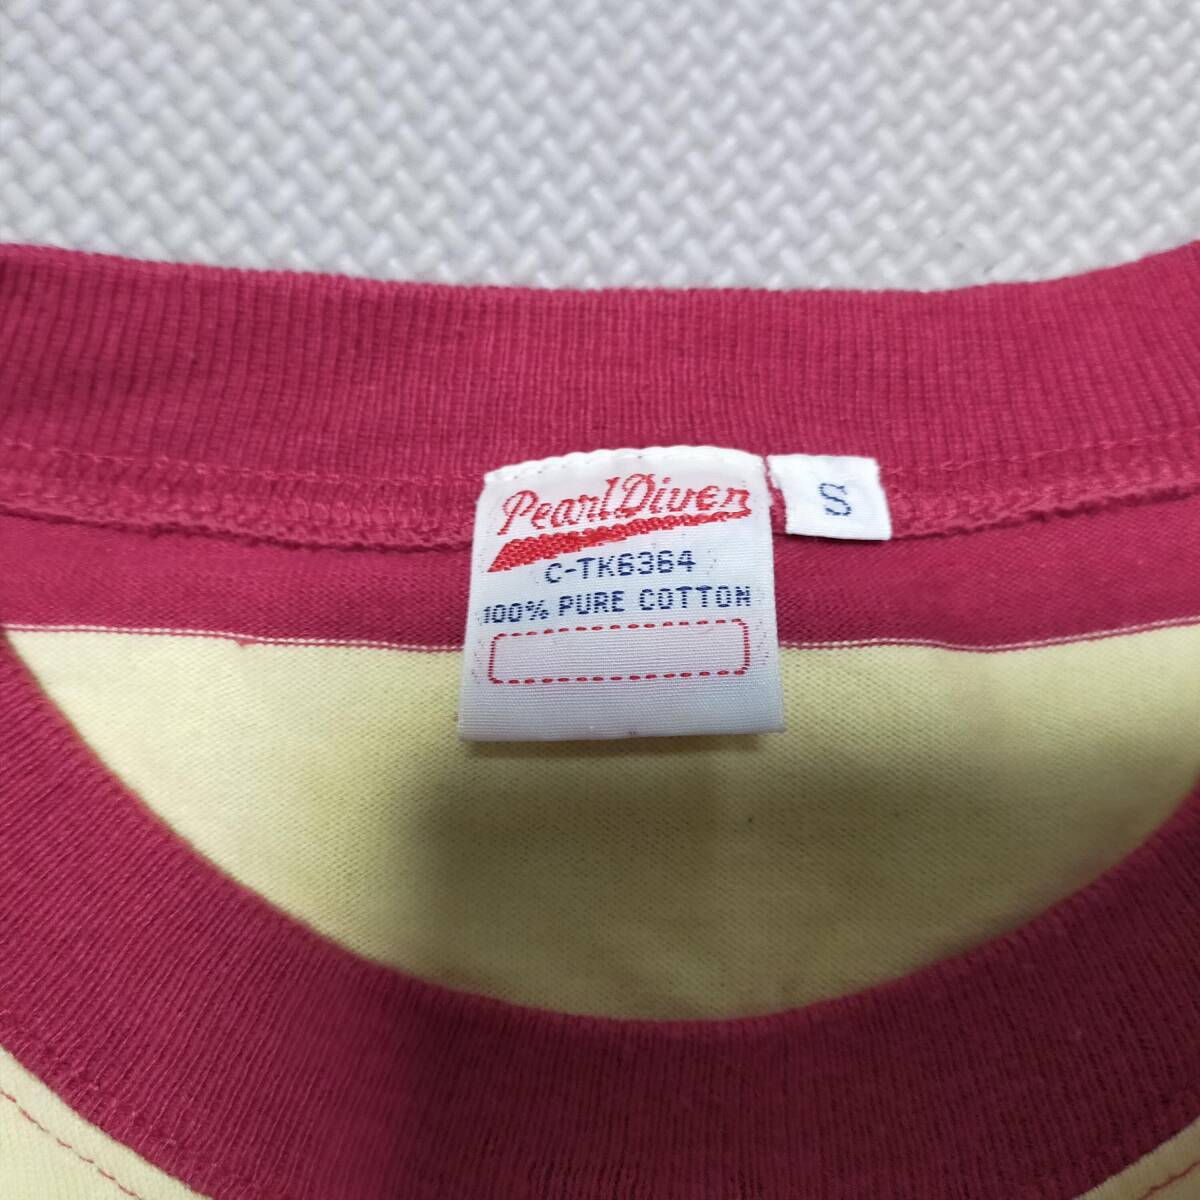 Pearl Diver
C-TK6364
100% PURE COTTON
S